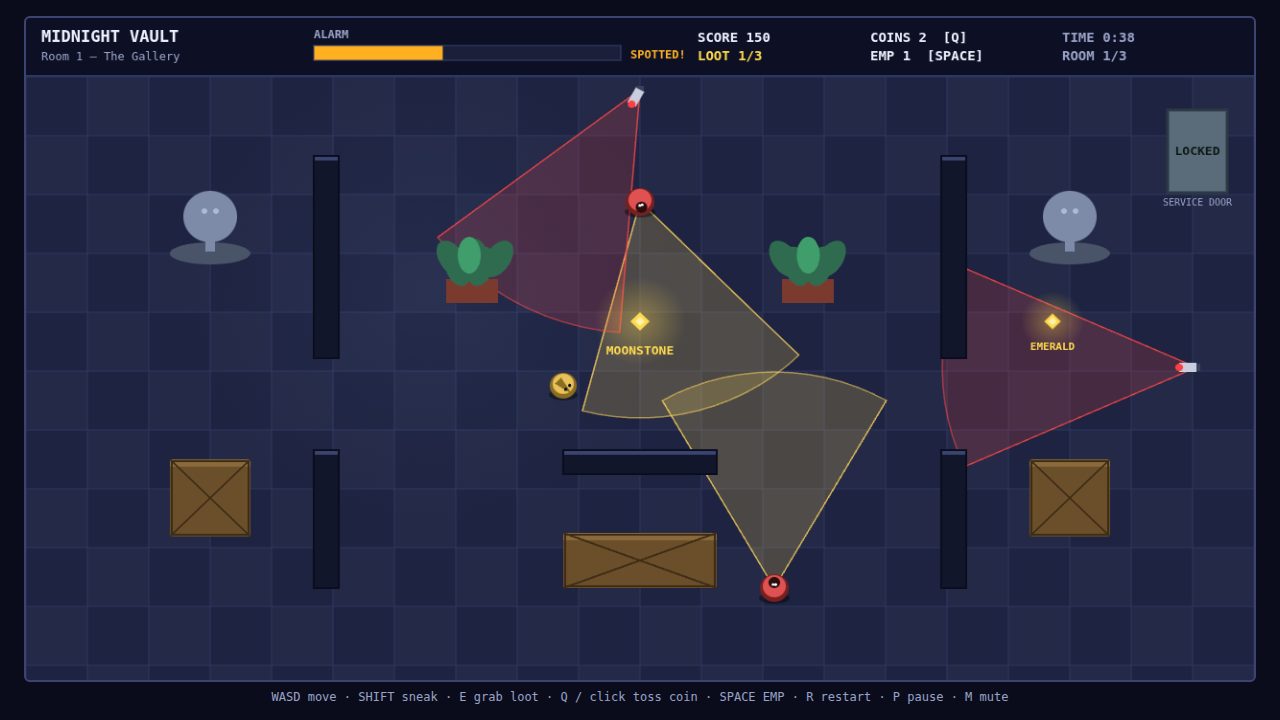 MIDNIGHT VAULT
Room 1 — The Gallery
ALARM
SPOTTED!
SCORE 150
LOOT 1/3
COINS 2 [Q]
EMP 1 [SPACE]
TIME 0:38
ROOM 1/3
LOCKED
SERVICE DOOR
MOONSTONE
EMERALD
WASD move · SHIFT sneak · E grab loot · Q / click toss coin · SPACE EMP · R restart · P pause · M mute